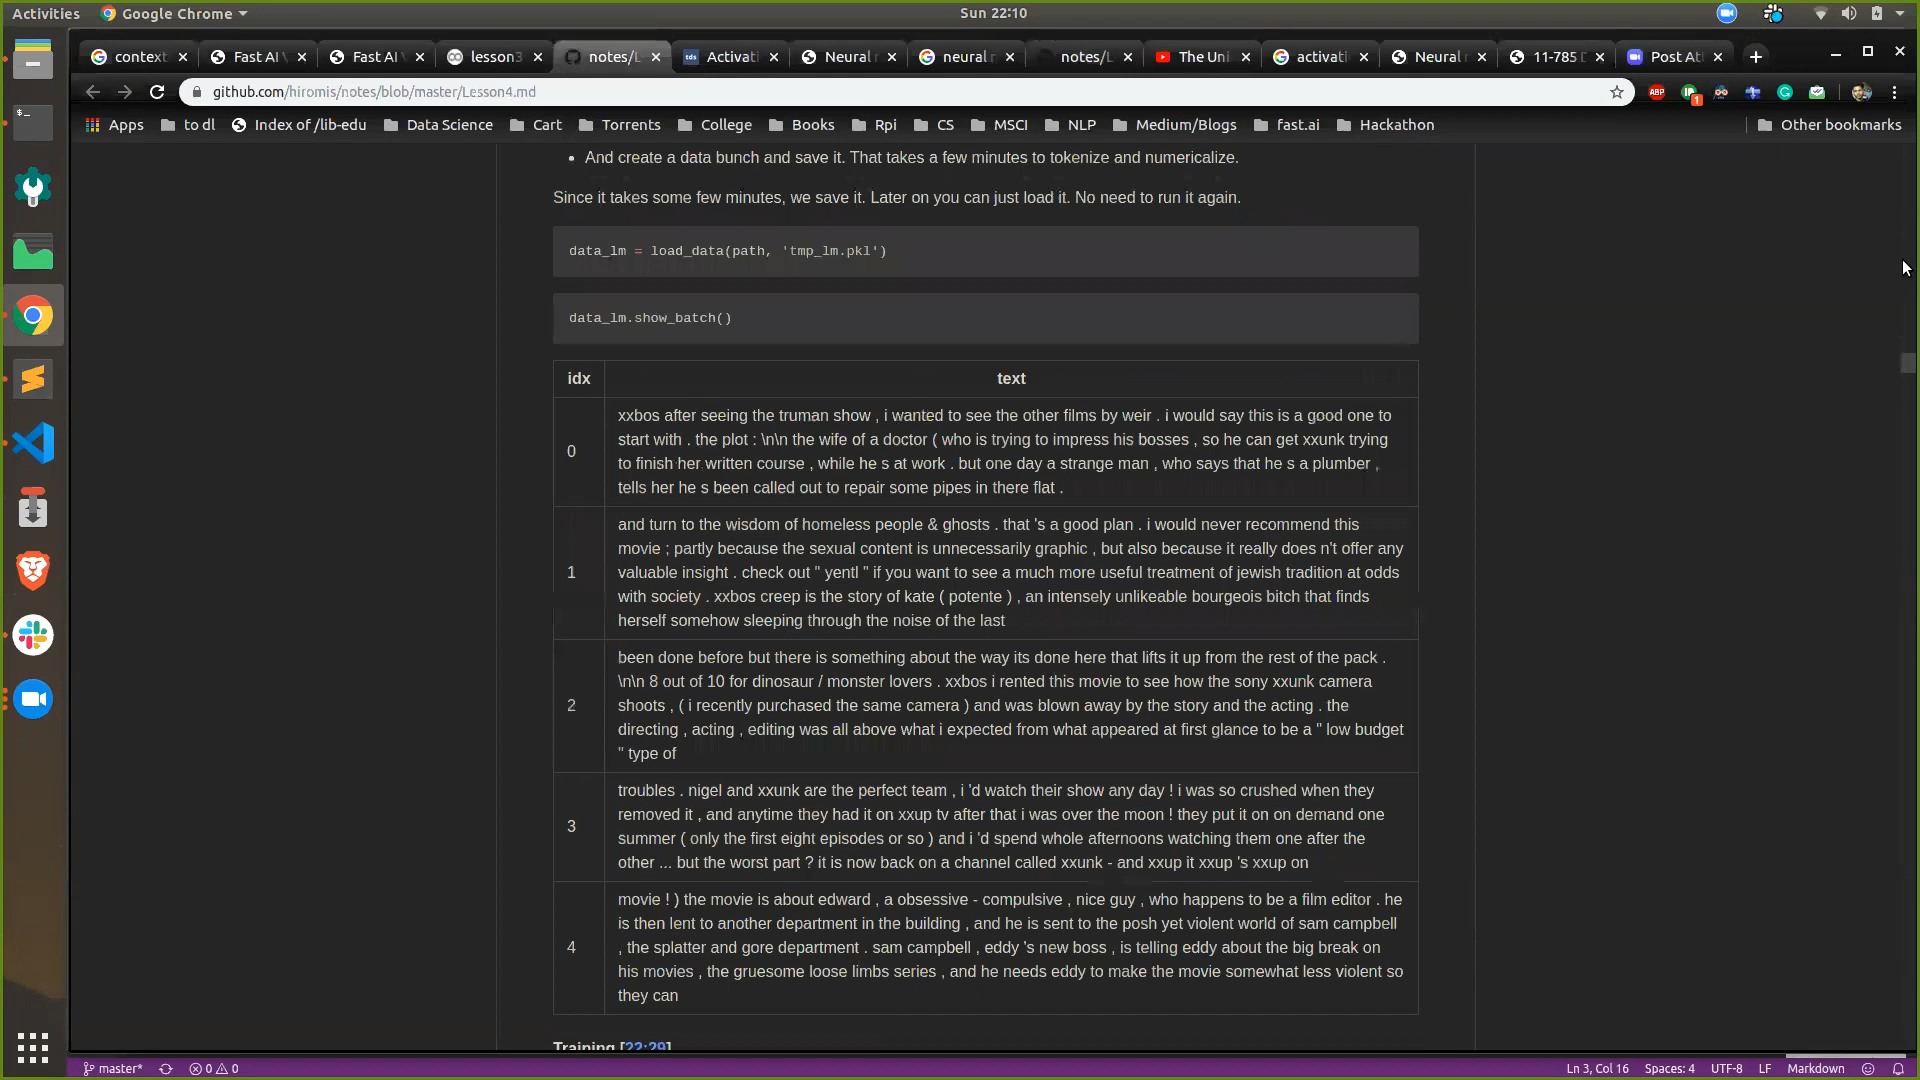 Activities
Google Chrome
Sun 22:10
context
Fast AI V
Fast AI V
lesson3
notes/L
tds
Activati
Neural n
neural n
notes/L
The Uni
activati
Neural n
11-785 D
Post Att
github.com/hiromis/notes/blob/master/Lesson4.md
ABP
1
Apps
to dl
Index of /lib-edu
Data Science
Cart
Torrents
College
Books
Rpi
CS
MSCI
NLP
Medium/Blogs
fast.ai
Hackathon
Other bookmarks
And create a data bunch and save it. That takes a few minutes to tokenize and numericalize.
Since it takes some few minutes, we save it. Later on you can just load it. No need to run it again.
data_lm = load_data(path, 'tmp_lm.pkl')
data_lm.show_batch()
idx text
0
xxbos after seeing the truman show , i wanted to see the other films by weir . i would say this is a good one to
start with . the plot : \n\n the wife of a doctor ( who is trying to impress his bosses , so he can get xxunk trying
to finish her written course , while he s at work . but one day a strange man , who says that he s a plumber ,
tells her he s been called out to repair some pipes in there flat .
1
and turn to the wisdom of homeless people & ghosts . that 's a good plan . i would never recommend this
movie ; partly because the sexual content is unnecessarily graphic , but also because it really does n't offer any
valuable insight . check out " yentl " if you want to see a much more useful treatment of jewish tradition at odds
with society . xxbos creep is the story of kate ( potente ) , an intensely unlikeable bourgeois bitch that finds
herself somehow sleeping through the noise of the last
2
been done before but there is something about the way its done here that lifts it up from the rest of the pack .
\n\n 8 out of 10 for dinosaur / monster lovers . xxbos i rented this movie to see how the sony xxunk camera
shoots , ( i recently purchased the same camera ) and was blown away by the story and the acting . the
directing , acting , editing was all above what i expected from what appeared at first glance to be a " low budget
" type of
3
troubles . nigel and xxunk are the perfect team , i 'd watch their show any day ! i was so crushed when they
removed it , and anytime they had it on xxup tv after that i was over the moon ! they put it on on demand one
summer ( only the first eight episodes or so ) and i 'd spend whole afternoons watching them one after the
other ... but the worst part ? it is now back on a channel called xxunk - and xxup it xxup 's xxup on
4
movie ! ) the movie is about edward , a obsessive - compulsive , nice guy , who happens to be a film editor . he
is then lent to another department in the building , and he is sent to the posh yet violent world of sam campbell
, the splatter and gore department . sam campbell , eddy 's new boss , is telling eddy about the big break on
his movies , the gruesome loose limbs series , and he needs eddy to make the movie somewhat less violent so
they can
Training [22:29]
master*
0
0
Ln 3, Col 16
Spaces: 4
UTF-8
LF
Markdown